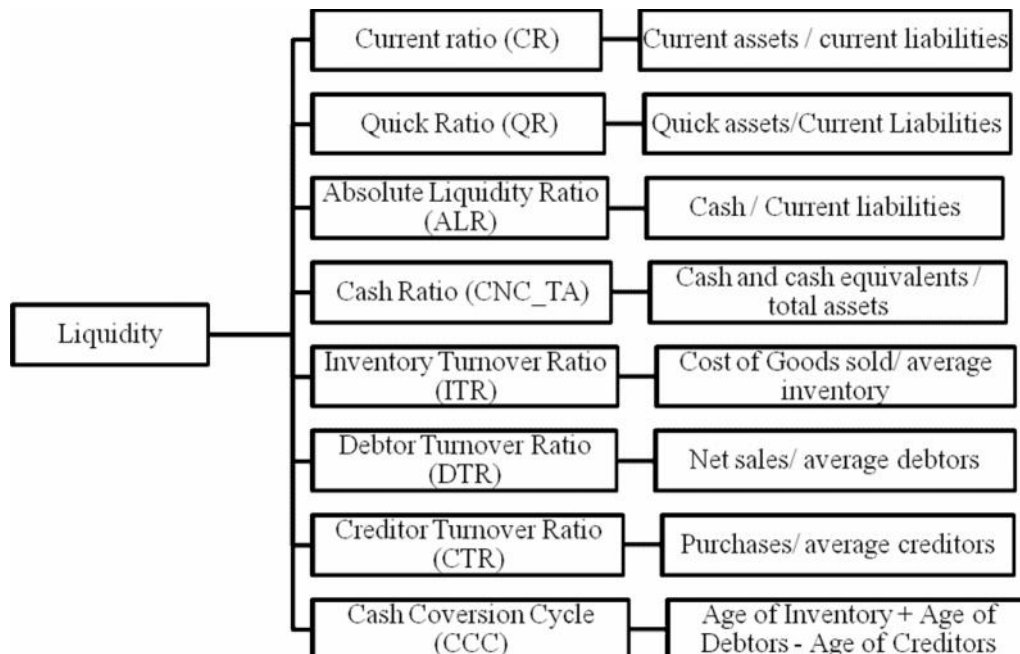 Liquidity
Current ratio (CR)
Current assets / current liabilities
Quick Ratio (QR)
Quick assets/Current Liabilities
Absolute Liquidity Ratio
(ALR)
Cash / Current liabilities
Cash Ratio (CNC_TA)
Cash and cash equivalents /
total assets
Inventory Turnover Ratio
(ITR)
Cost of Goods sold/ average
inventory
Debtor Turnover Ratio
(DTR)
Net sales/ average debtors
Creditor Turnover Ratio
(CTR)
Purchases/ average creditors
Cash Coversion Cycle
(CCC)
Age of Inventory + Age of
Debtors - Age of Creditors